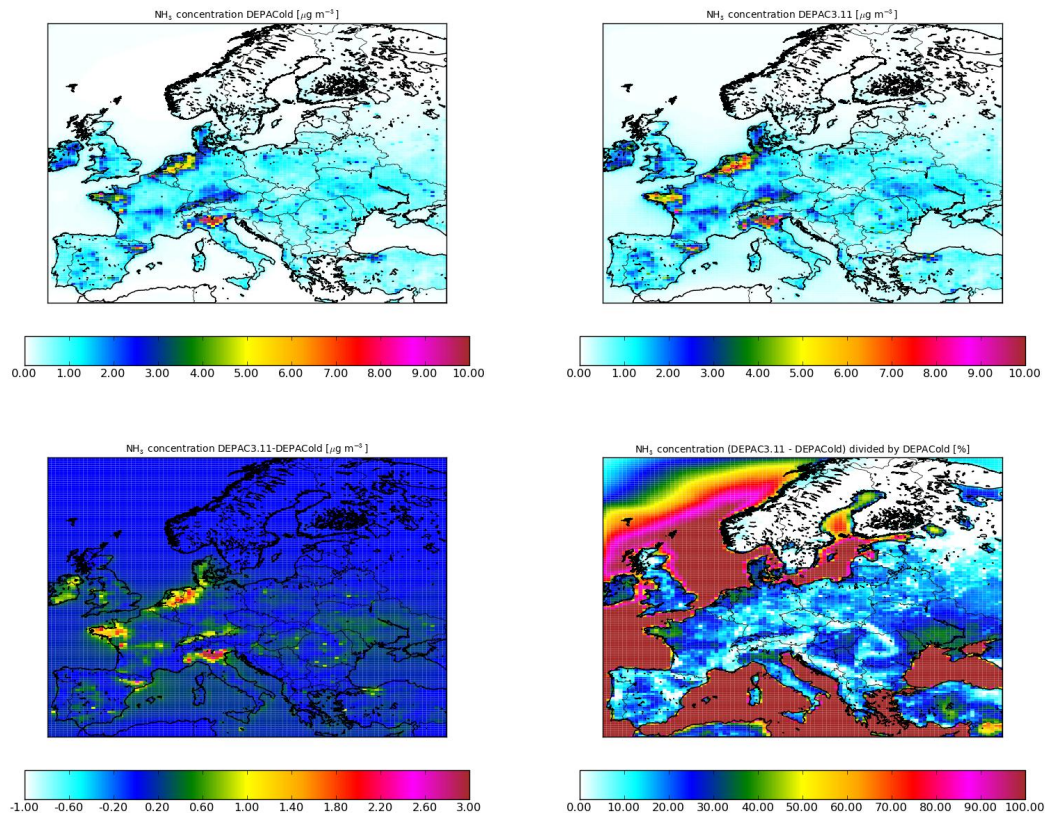 NH₃ concentration DEPACold [μg m⁻³]
NH₃ concentration DEPAC3.11 [μg m⁻³]
0.00 1.00 2.00 3.00 4.00 5.00 6.00 7.00 8.00 9.00 10.00
0.00 1.00 2.00 3.00 4.00 5.00 6.00 7.00 8.00 9.00 10.00
NH₃ concentration DEPAC3.11-DEPACold [μg m⁻³]
NH₃ concentration (DEPAC3.11 - DEPACold) divided by DEPACold [%]
-1.00 -0.60 -0.20 0.20 0.60 1.00 1.40 1.80 2.20 2.60 3.00
0.00 10.00 20.00 30.00 40.00 50.00 60.00 70.00 80.00 90.00 100.00